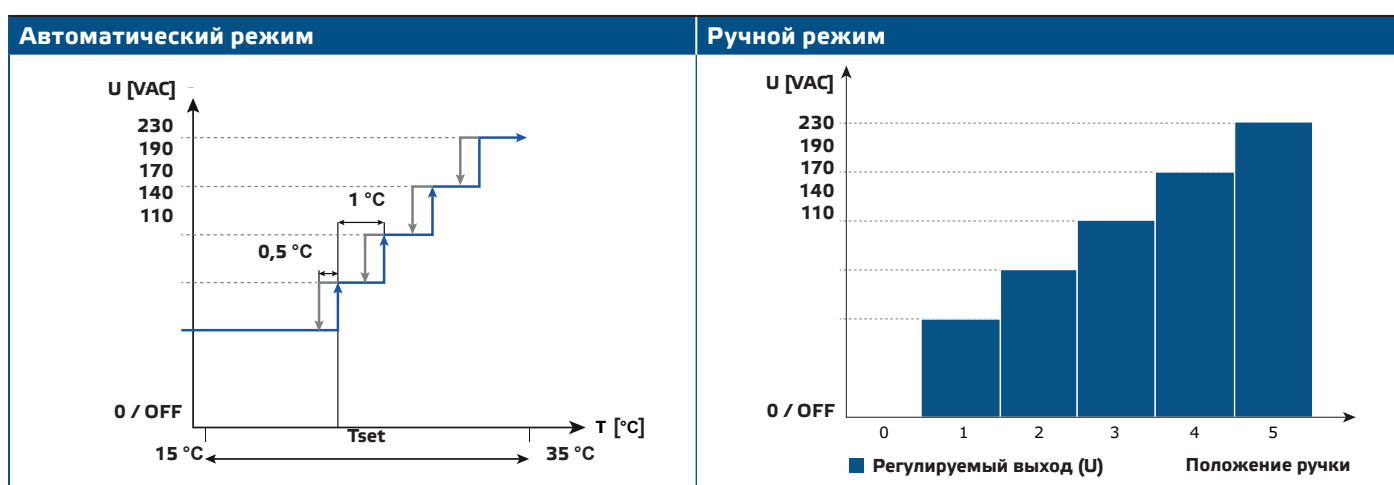 Автоматический режим
Ручной режим
U [VAC]
230
190
170
140
110
1 °C
0,5 °C
0 / OFF
Tset
T [°C]
15 °C
35 °C
U [VAC]
230
190
170
140
110
0 / OFF
0 1 2 3 4 5
Регулируемый выход (U)
Положение ручки